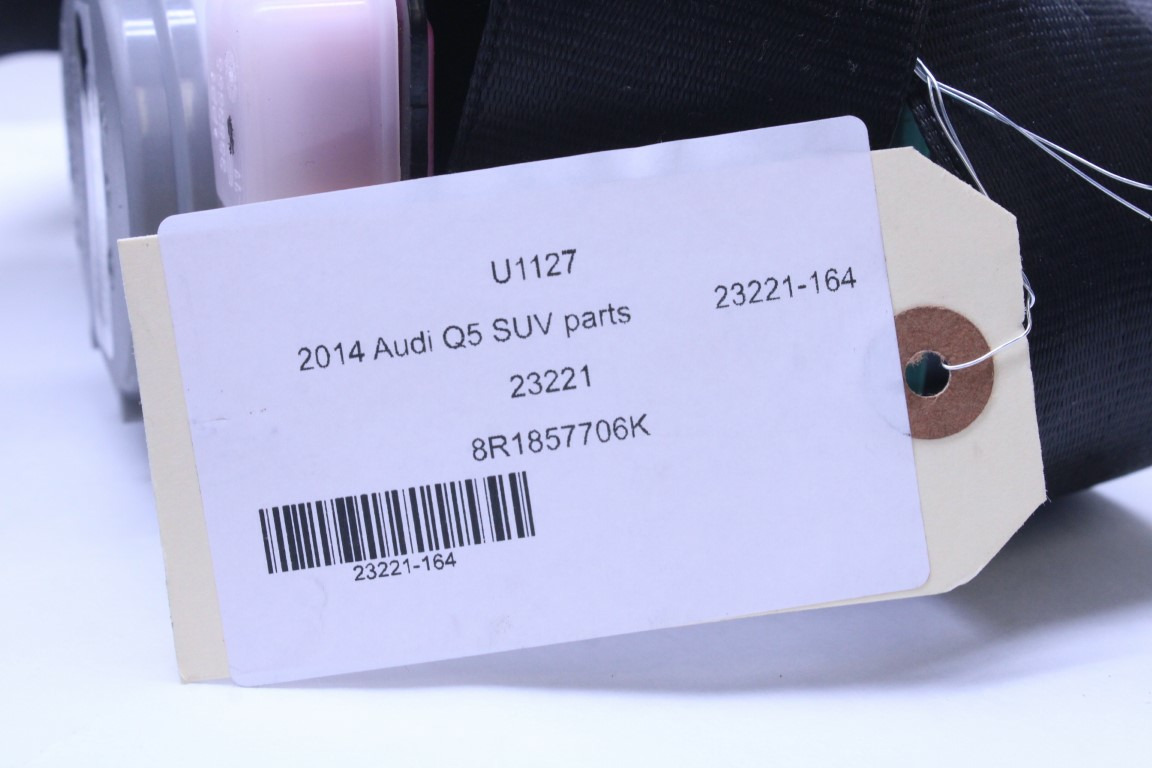 U1127
23221-164
2014 Audi Q5 SUV parts
23221
8R1857706K
23221-164